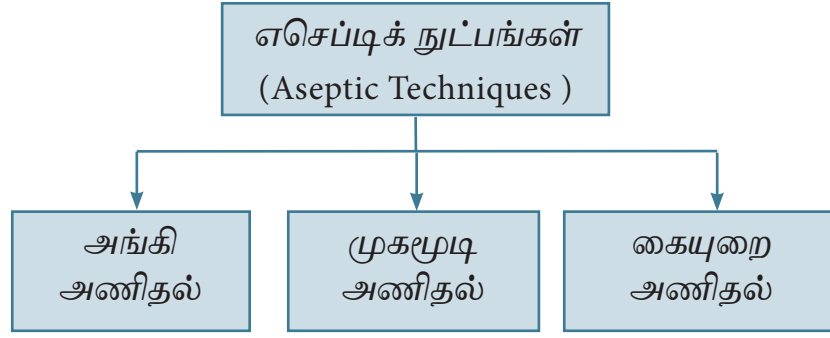 எசெப்டிக் நுட்பங்கள்
(Aseptic Techniques )
அங்கி
அணிதல்
முகமூடி
அணிதல்
கையுறை
அணிதல்